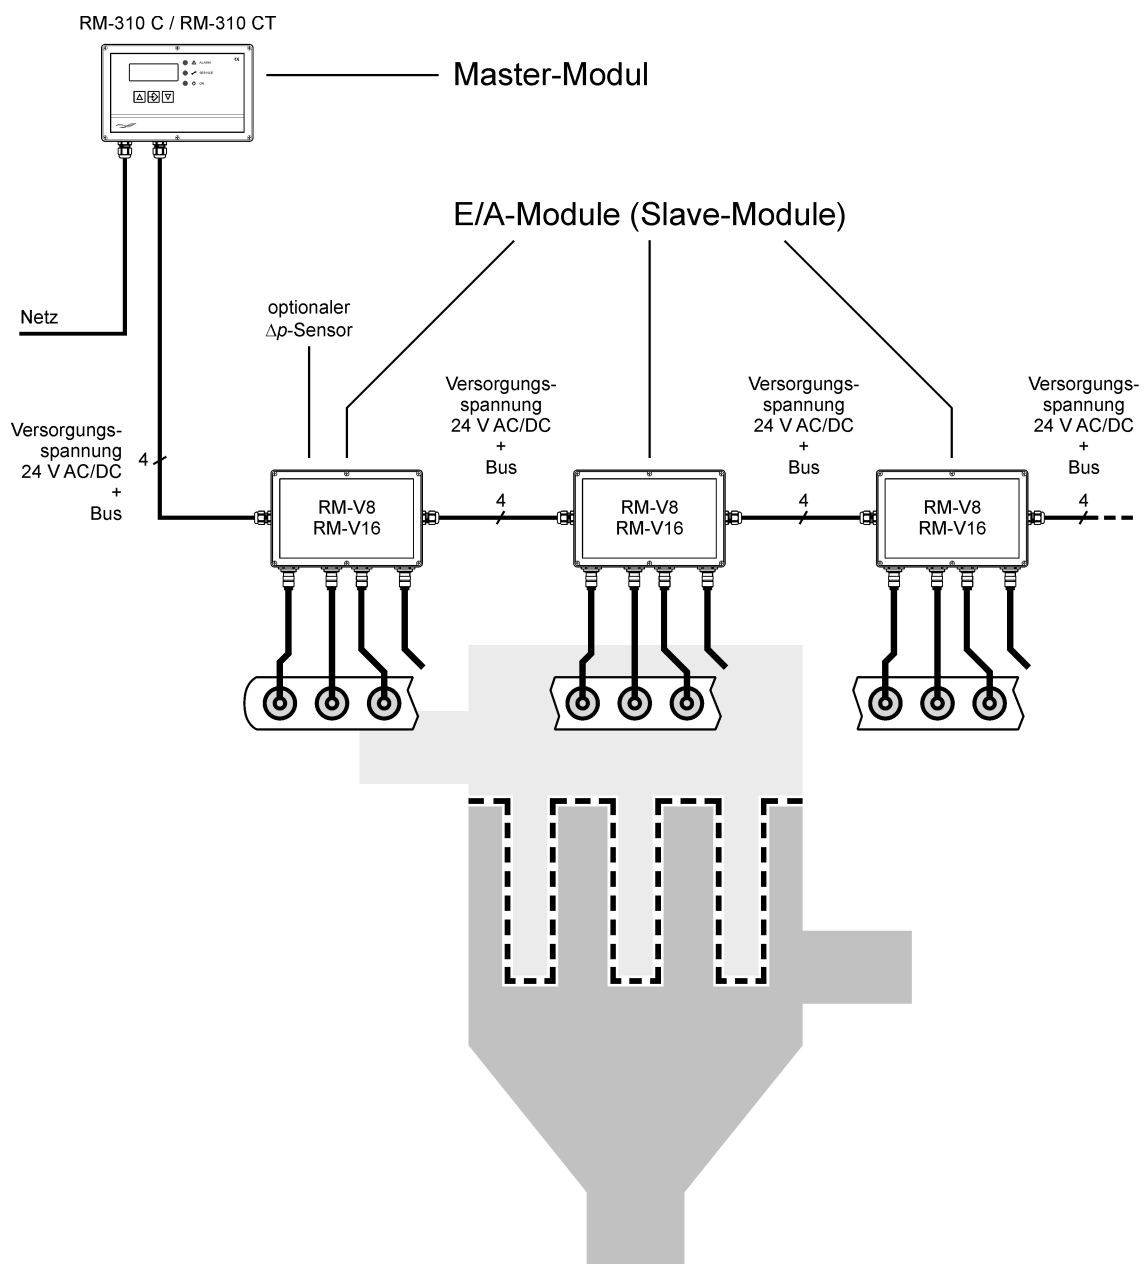 RM-310 C / RM-310 CT
ALARM
SERVICE
ON
Master-Modul
E/A-Module (Slave-Module)
Netz
optionaler
Δp-Sensor
Versorgungs-
spannung
24 V AC/DC
+
Bus
4
Versorgungs-
spannung
24 V AC/DC
+
Bus
4
Versorgungs-
spannung
24 V AC/DC
+
Bus
4
Versorgungs-
spannung
24 V AC/DC
+
Bus
4
RM-V8
RM-V16
RM-V8
RM-V16
RM-V8
RM-V16